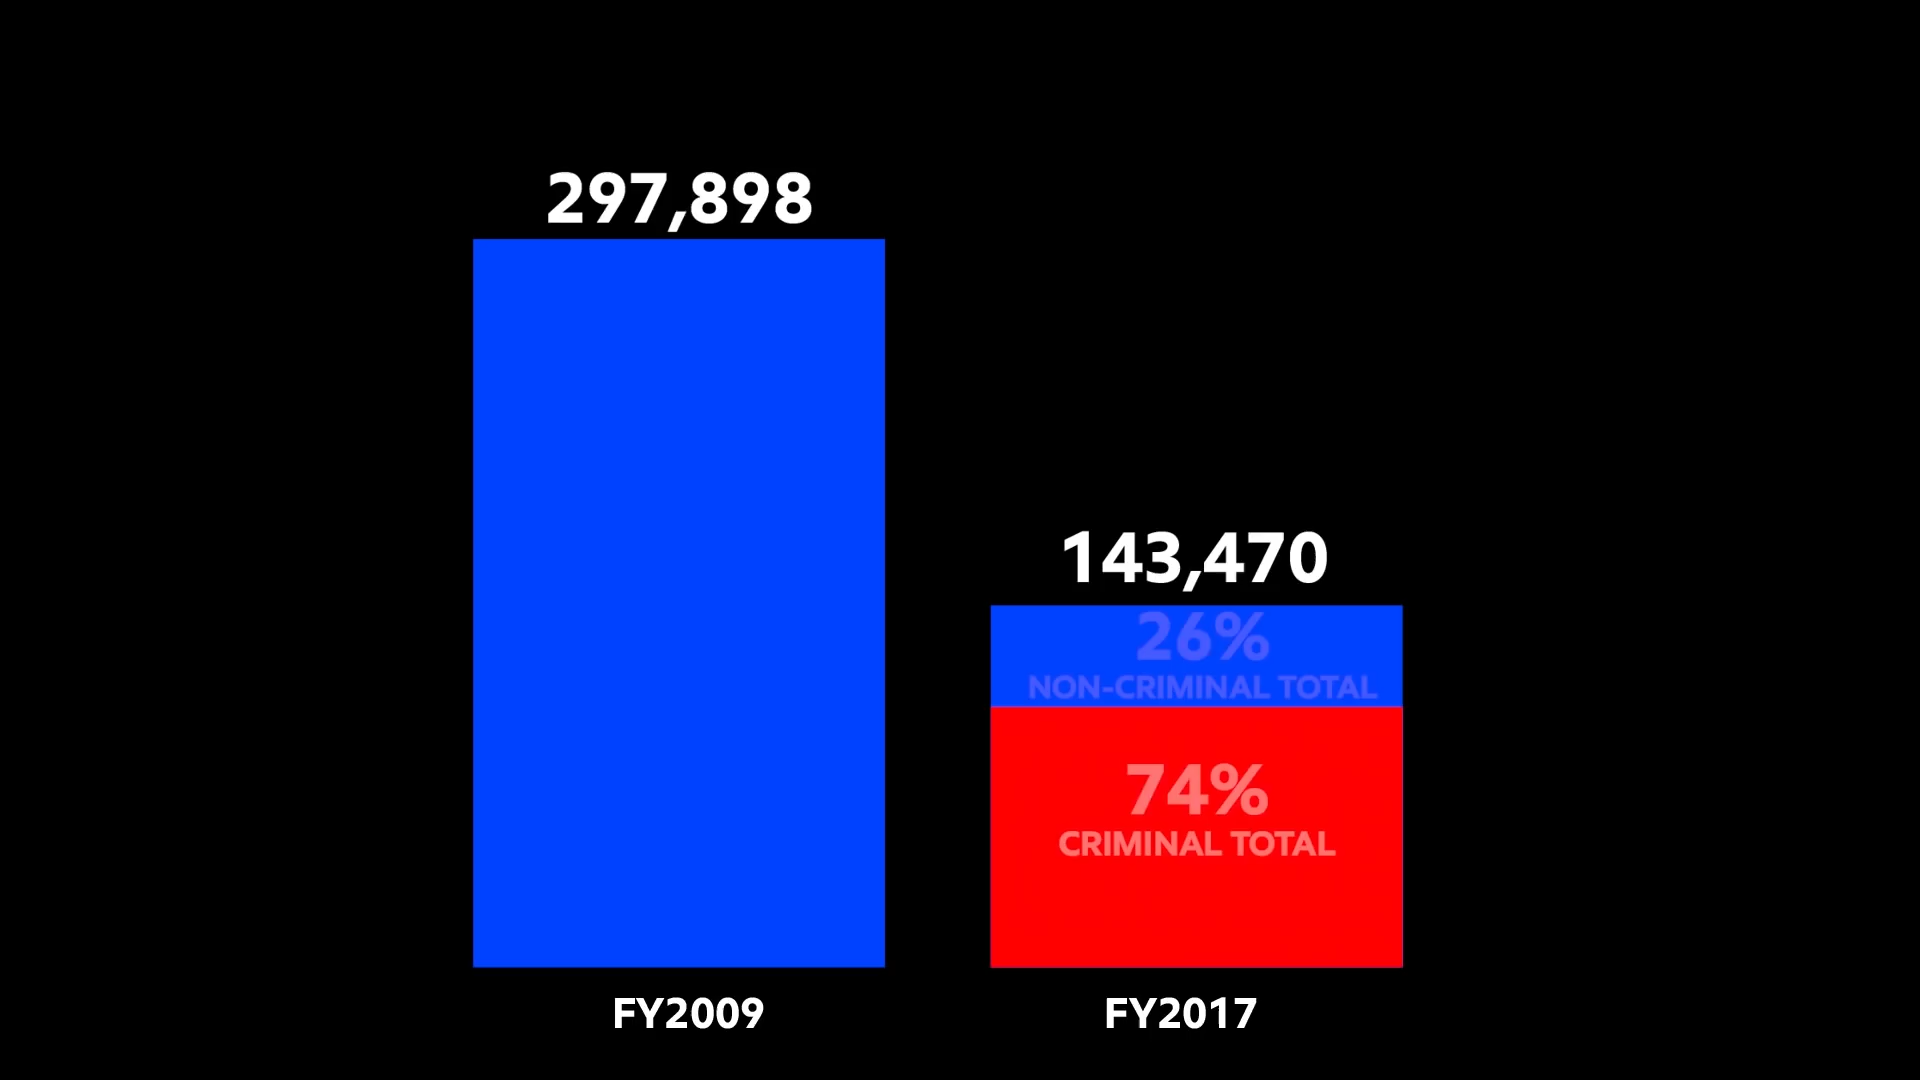 297,898
143,470
26%
NON-CRIMINAL TOTAL
74%
CRIMINAL TOTAL
FY2009
FY2017